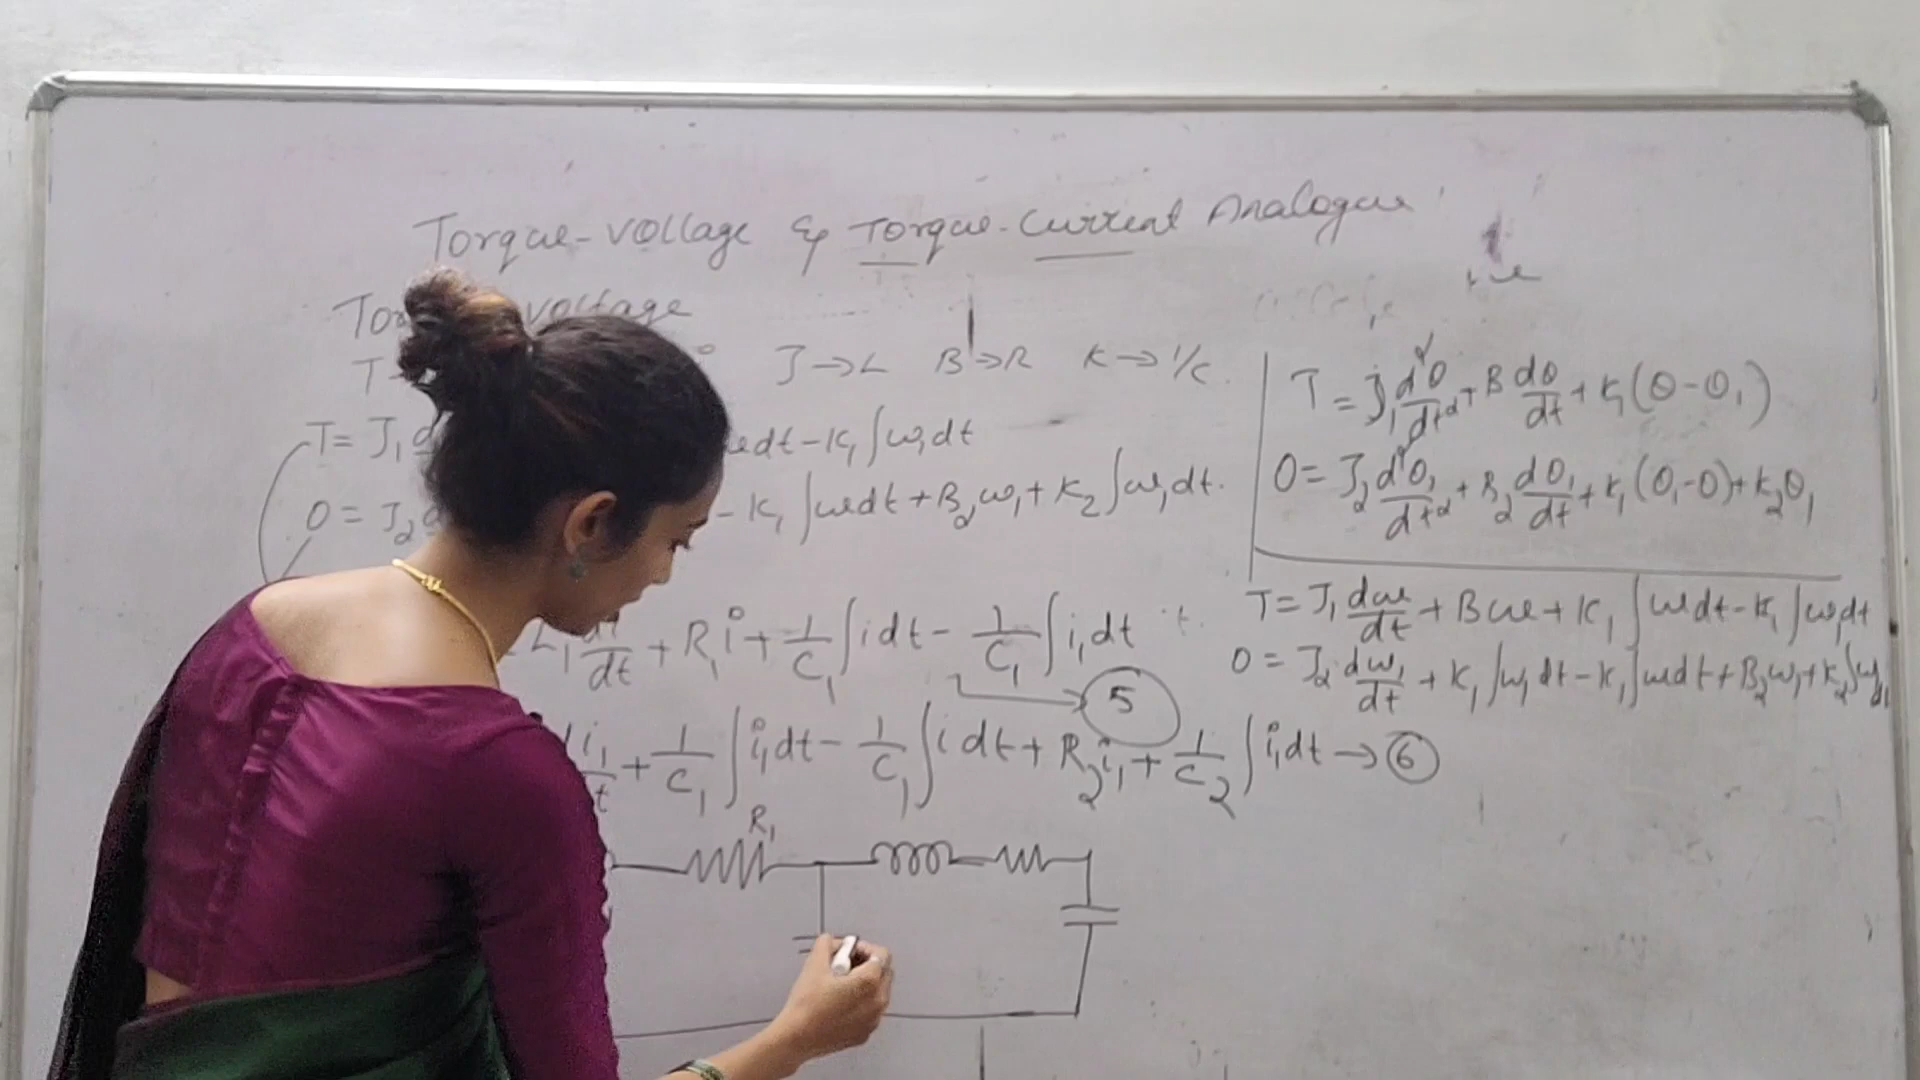 Torque-voltage & Torque-Current Analogue
voltage
T J→L B→R K→1/C
T = J₁ d²θ/dt² + B dθ/dt + K₁(θ-θ₁)
T = J₁ d ωdt - K₁∫ω₁dt
0 = J₂ d²θ₁/dt² + B₂ dθ₁/dt + K₁(θ₁-θ) + K₂θ₁
0 = J₂ - K₁∫ωdt + B₂ω₁ + K₂∫ω₁dt.
T = J₁ dω/dt + Bω + K₁∫ωdt - K₁∫ω₁dt
L₁ di/dt + R₁i + 1/C₁ ∫idt - 1/C₁ ∫i₁dt → 5
0 = J₂ dω₁/dt + K₁∫ω₁dt - K₁∫ωdt + B₂ω₁ + K₂∫ω₁
i₁/t + 1/C₁ ∫i₁dt - 1/C₁ ∫idt + R₂i₁ + 1/C₂ ∫i₁dt → 6
R₁